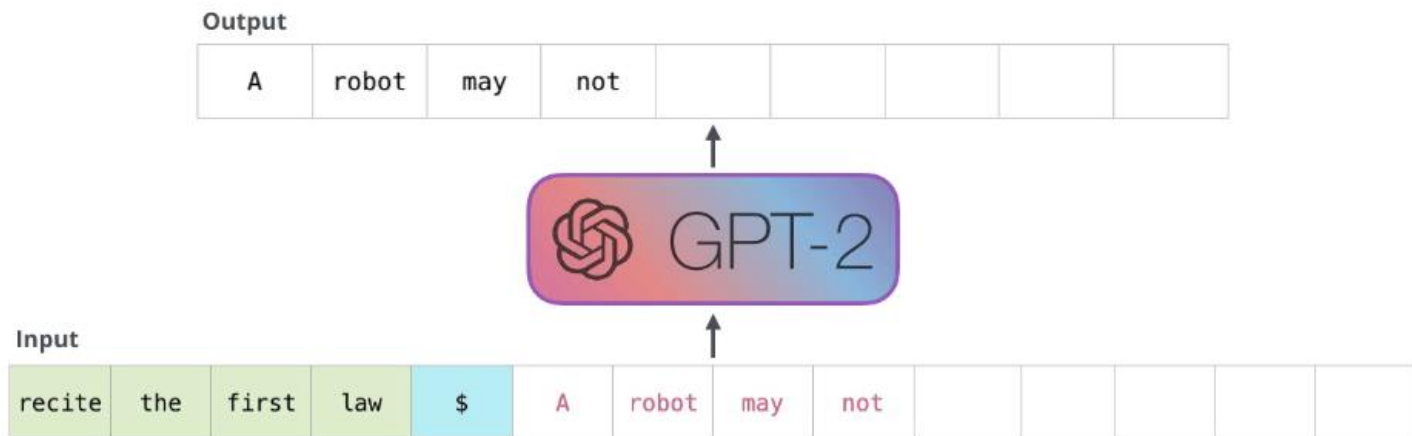 Output
A robot may not
GPT-2
Input
recite the first law $ A robot may not